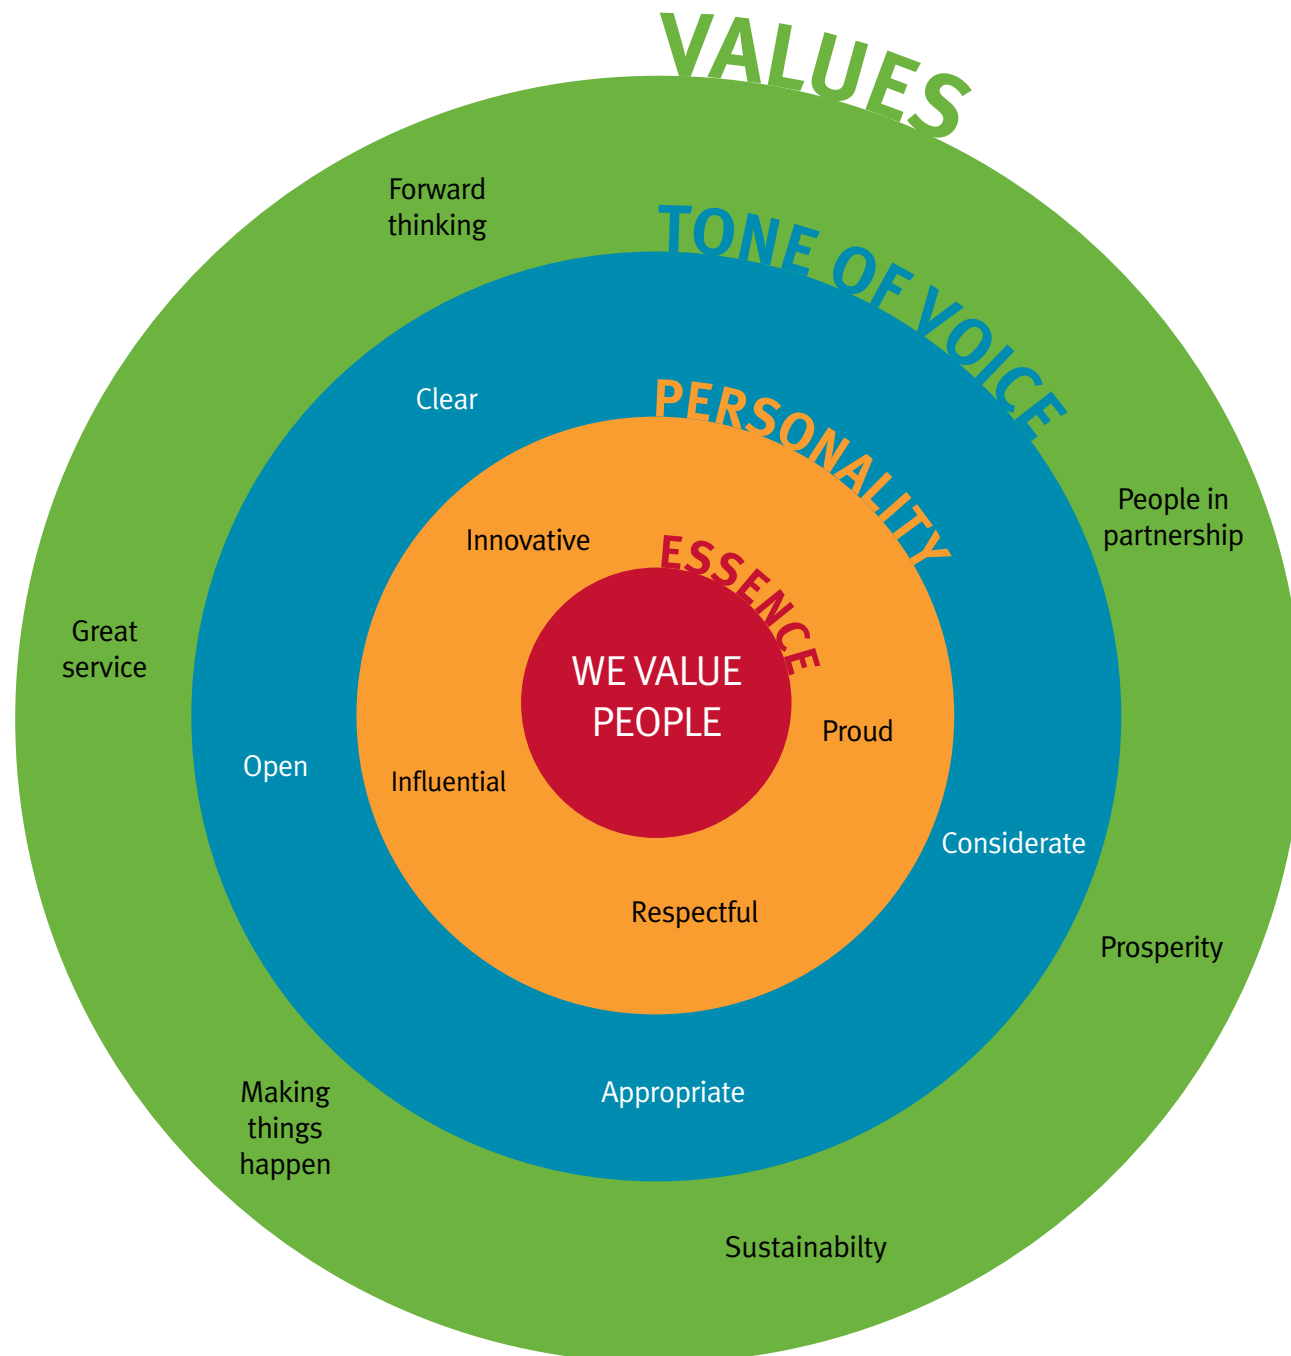 VALUES
Forward
thinking
TONE OF VOICE
Clear
PERSONALITY
People in
partnership
Innovative
ESSENCE
Great
service
WE VALUE
PEOPLE
Proud
Open
Influential
Considerate
Respectful
Prosperity
Appropriate
Making
things
happen
Sustainabilty